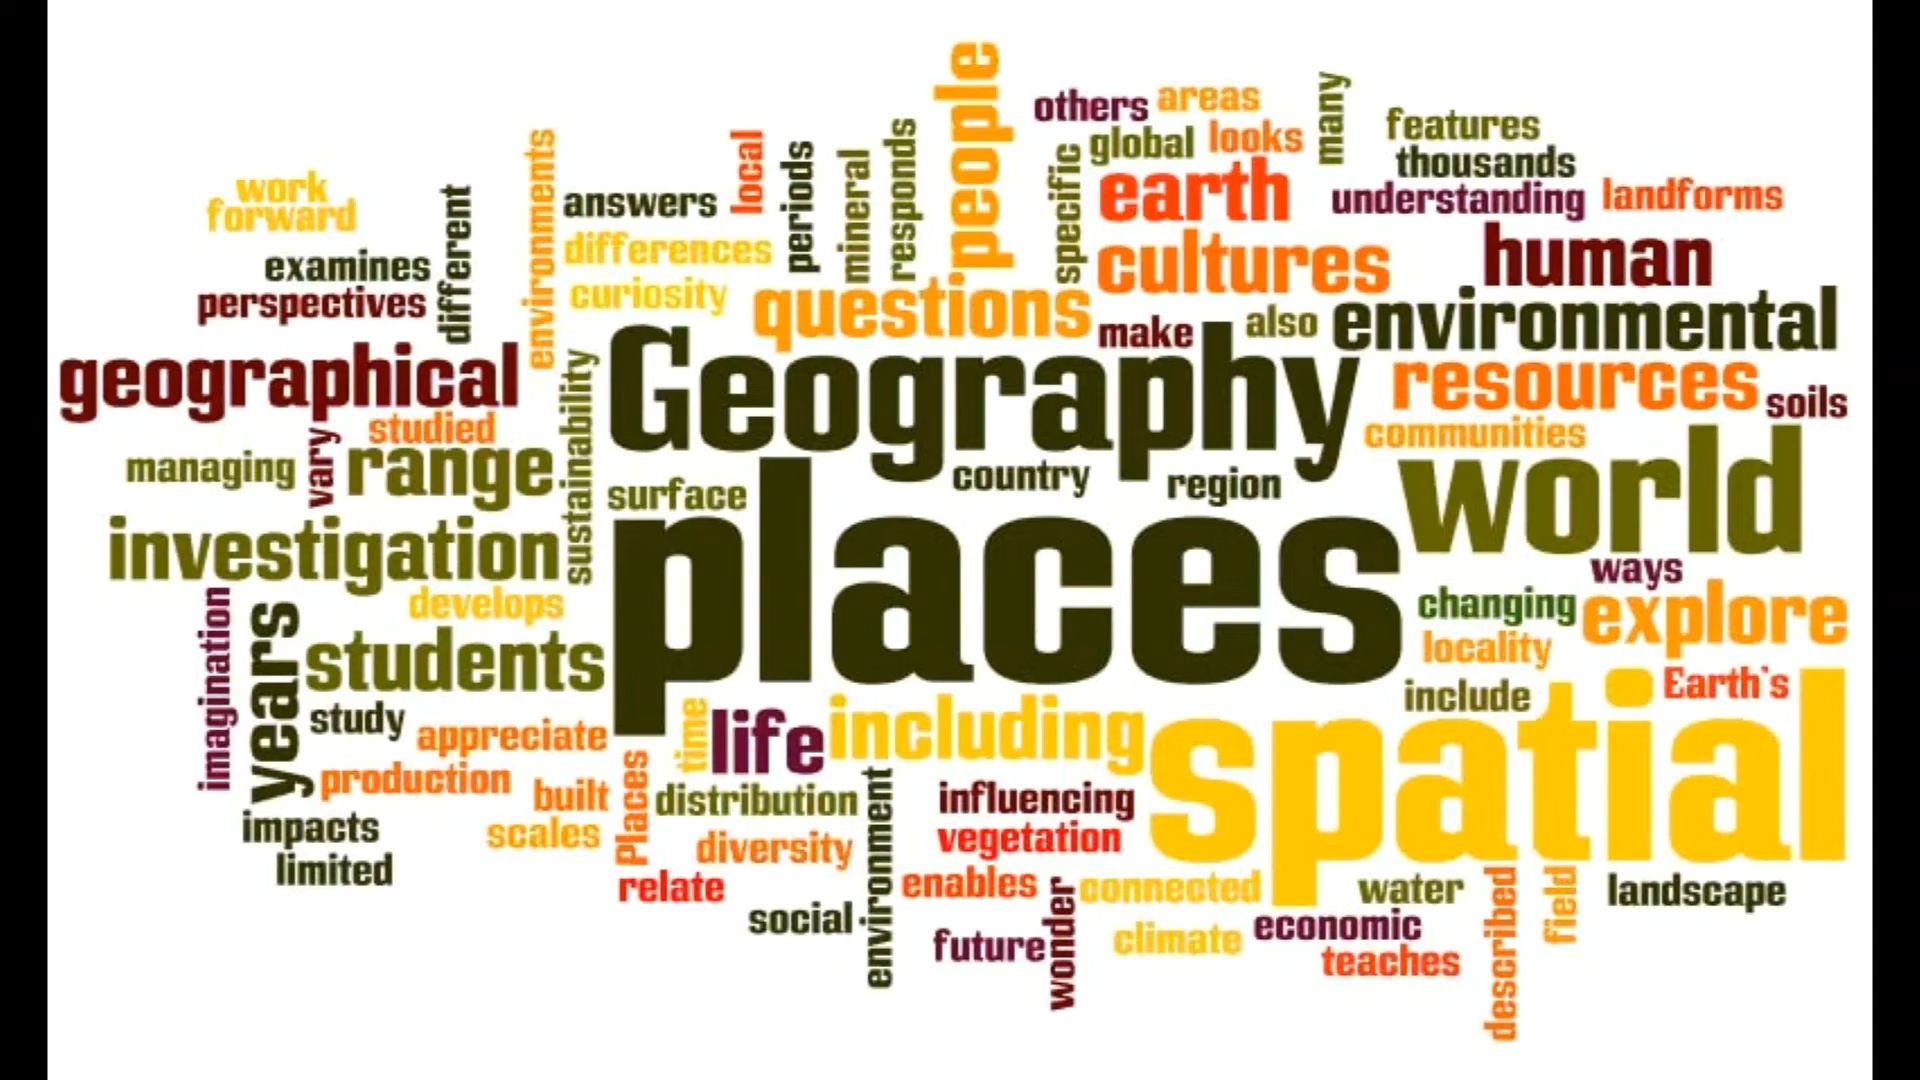 people
others
areas
many
global
looks
features
thousands
work
forward
environments
local
periods
mineral
responds
specific
earth
understanding
landforms
different
answers
differences
examines
perspectives
curiosity
questions
cultures
human
make
also
environmental
geographical
studied
sustainability
Geography
resources
soils
communities
managing
vary
range
surface
country
region
world
investigation
places
ways
develops
changing
explore
imagination
years
students
locality
Earth's
include
study
appreciate
time
life
including
spatial
production
built
Places
distribution
influencing
impacts
scales
diversity
environment
vegetation
limited
relate
enables
connected
water
described
field
landscape
social
future
wonder
climate
economic
teaches